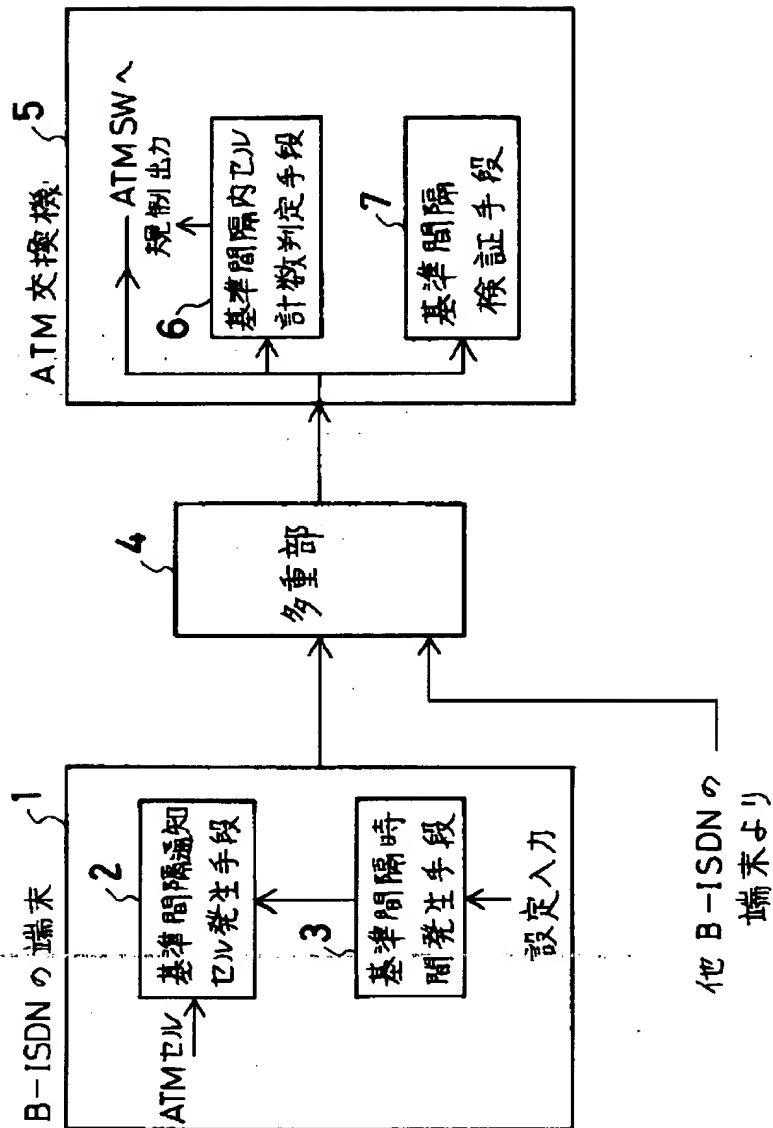 B-ISDNの端末
1
2
基準間隔通知
セル発生手段
ATMセル
3
基準間隔時
間発生手段
設定入力
他B-ISDNの
端末より
4
多重部
ATM交換機
5
ATM SWへ
規制出力
6
基準間隔内セル
計数判定手段
7
基準間隔
検証手段